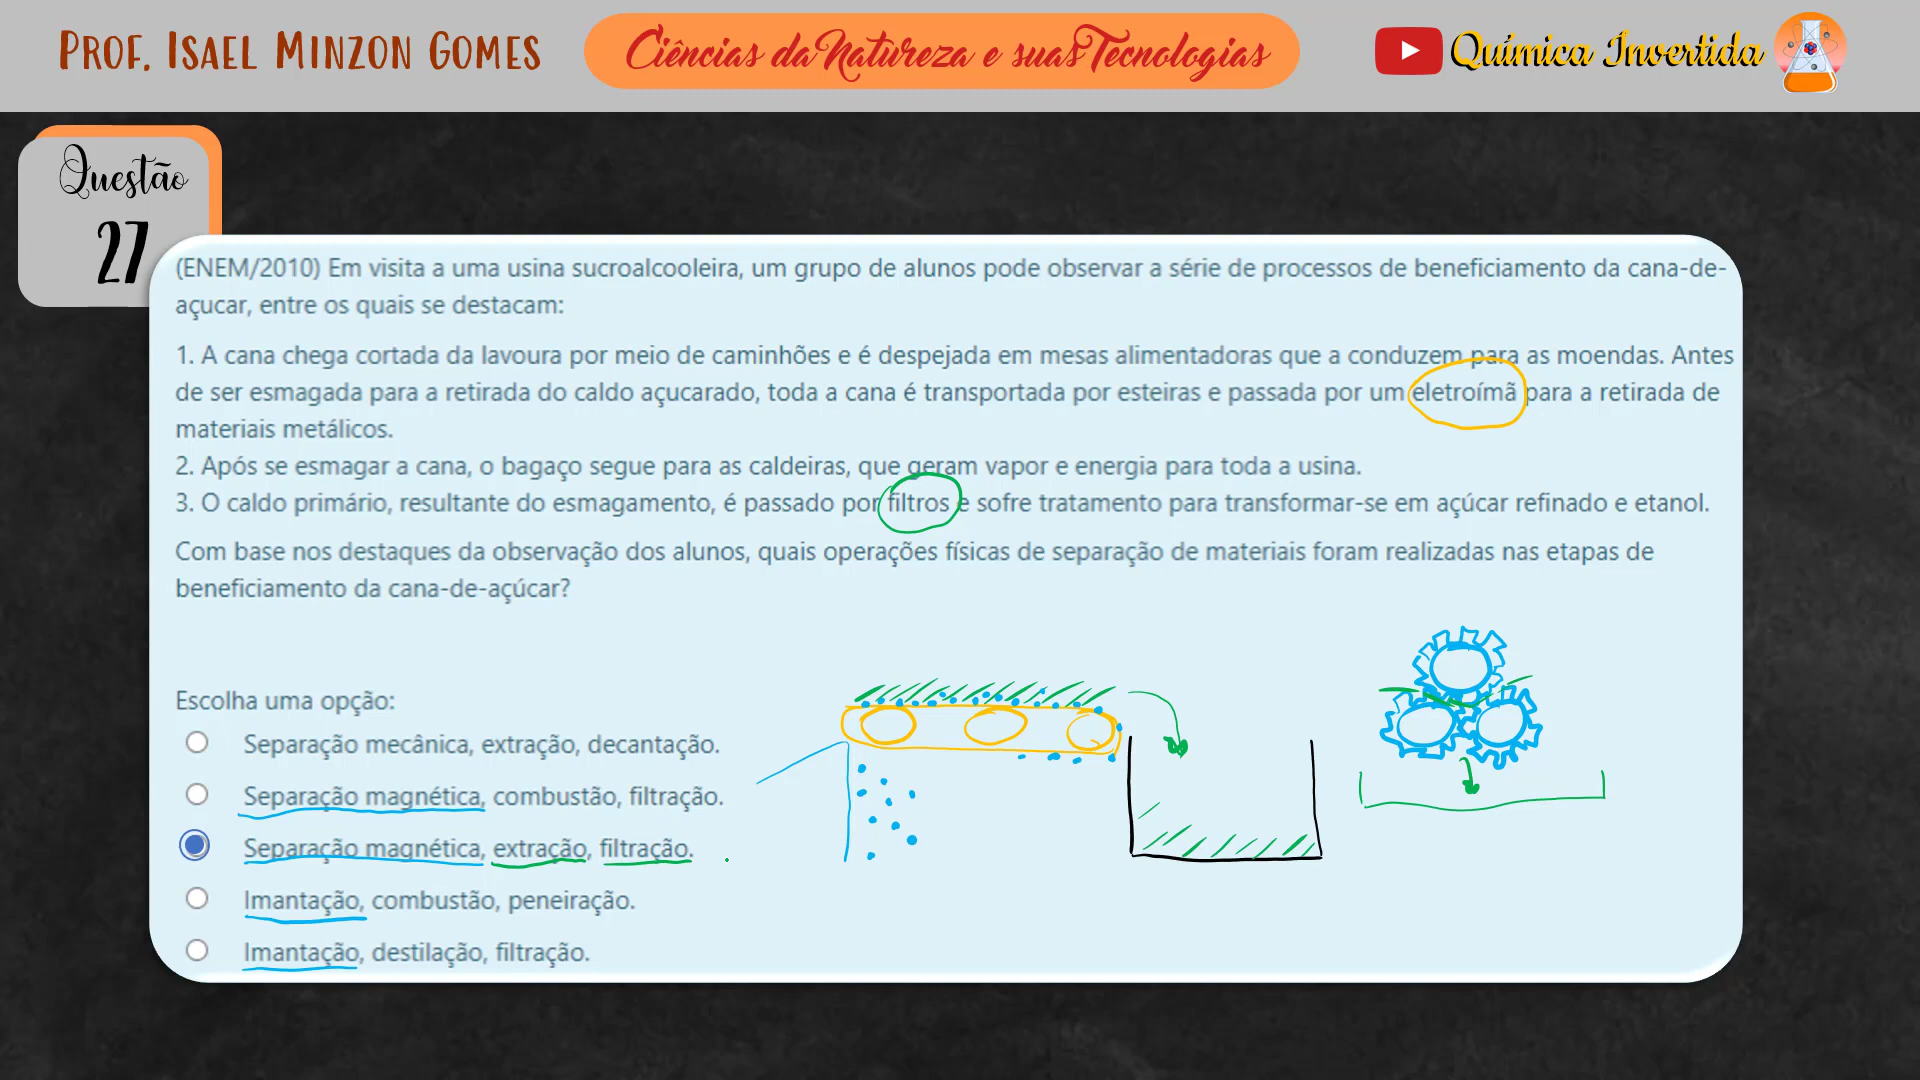 PROF. ISAEL MINZON GOMES
Ciências da Natureza e suas Tecnologias
Química Invertida
Questão
27
(ENEM/2010) Em visita a uma usina sucroalcooleira, um grupo de alunos pode observar a série de processos de beneficiamento da cana-de-
açucar, entre os quais se destacam:
1. A cana chega cortada da lavoura por meio de caminhões e é despejada em mesas alimentadoras que a conduzem para as moendas. Antes
de ser esmagada para a retirada do caldo açucarado, toda a cana é transportada por esteiras e passada por um eletroímã para a retirada de
materiais metálicos.
2. Após se esmagar a cana, o bagaço segue para as caldeiras, que geram vapor e energia para toda a usina.
3. O caldo primário, resultante do esmagamento, é passado por filtros e sofre tratamento para transformar-se em açúcar refinado e etanol.
Com base nos destaques da observação dos alunos, quais operações físicas de separação de materiais foram realizadas nas etapas de
beneficiamento da cana-de-açúcar?
Escolha uma opção:
Separação mecânica, extração, decantação.
Separação magnética, combustão, filtração.
Separação magnética, extração, filtração.
Imantação, combustão, peneiração.
Imantação, destilação, filtração.